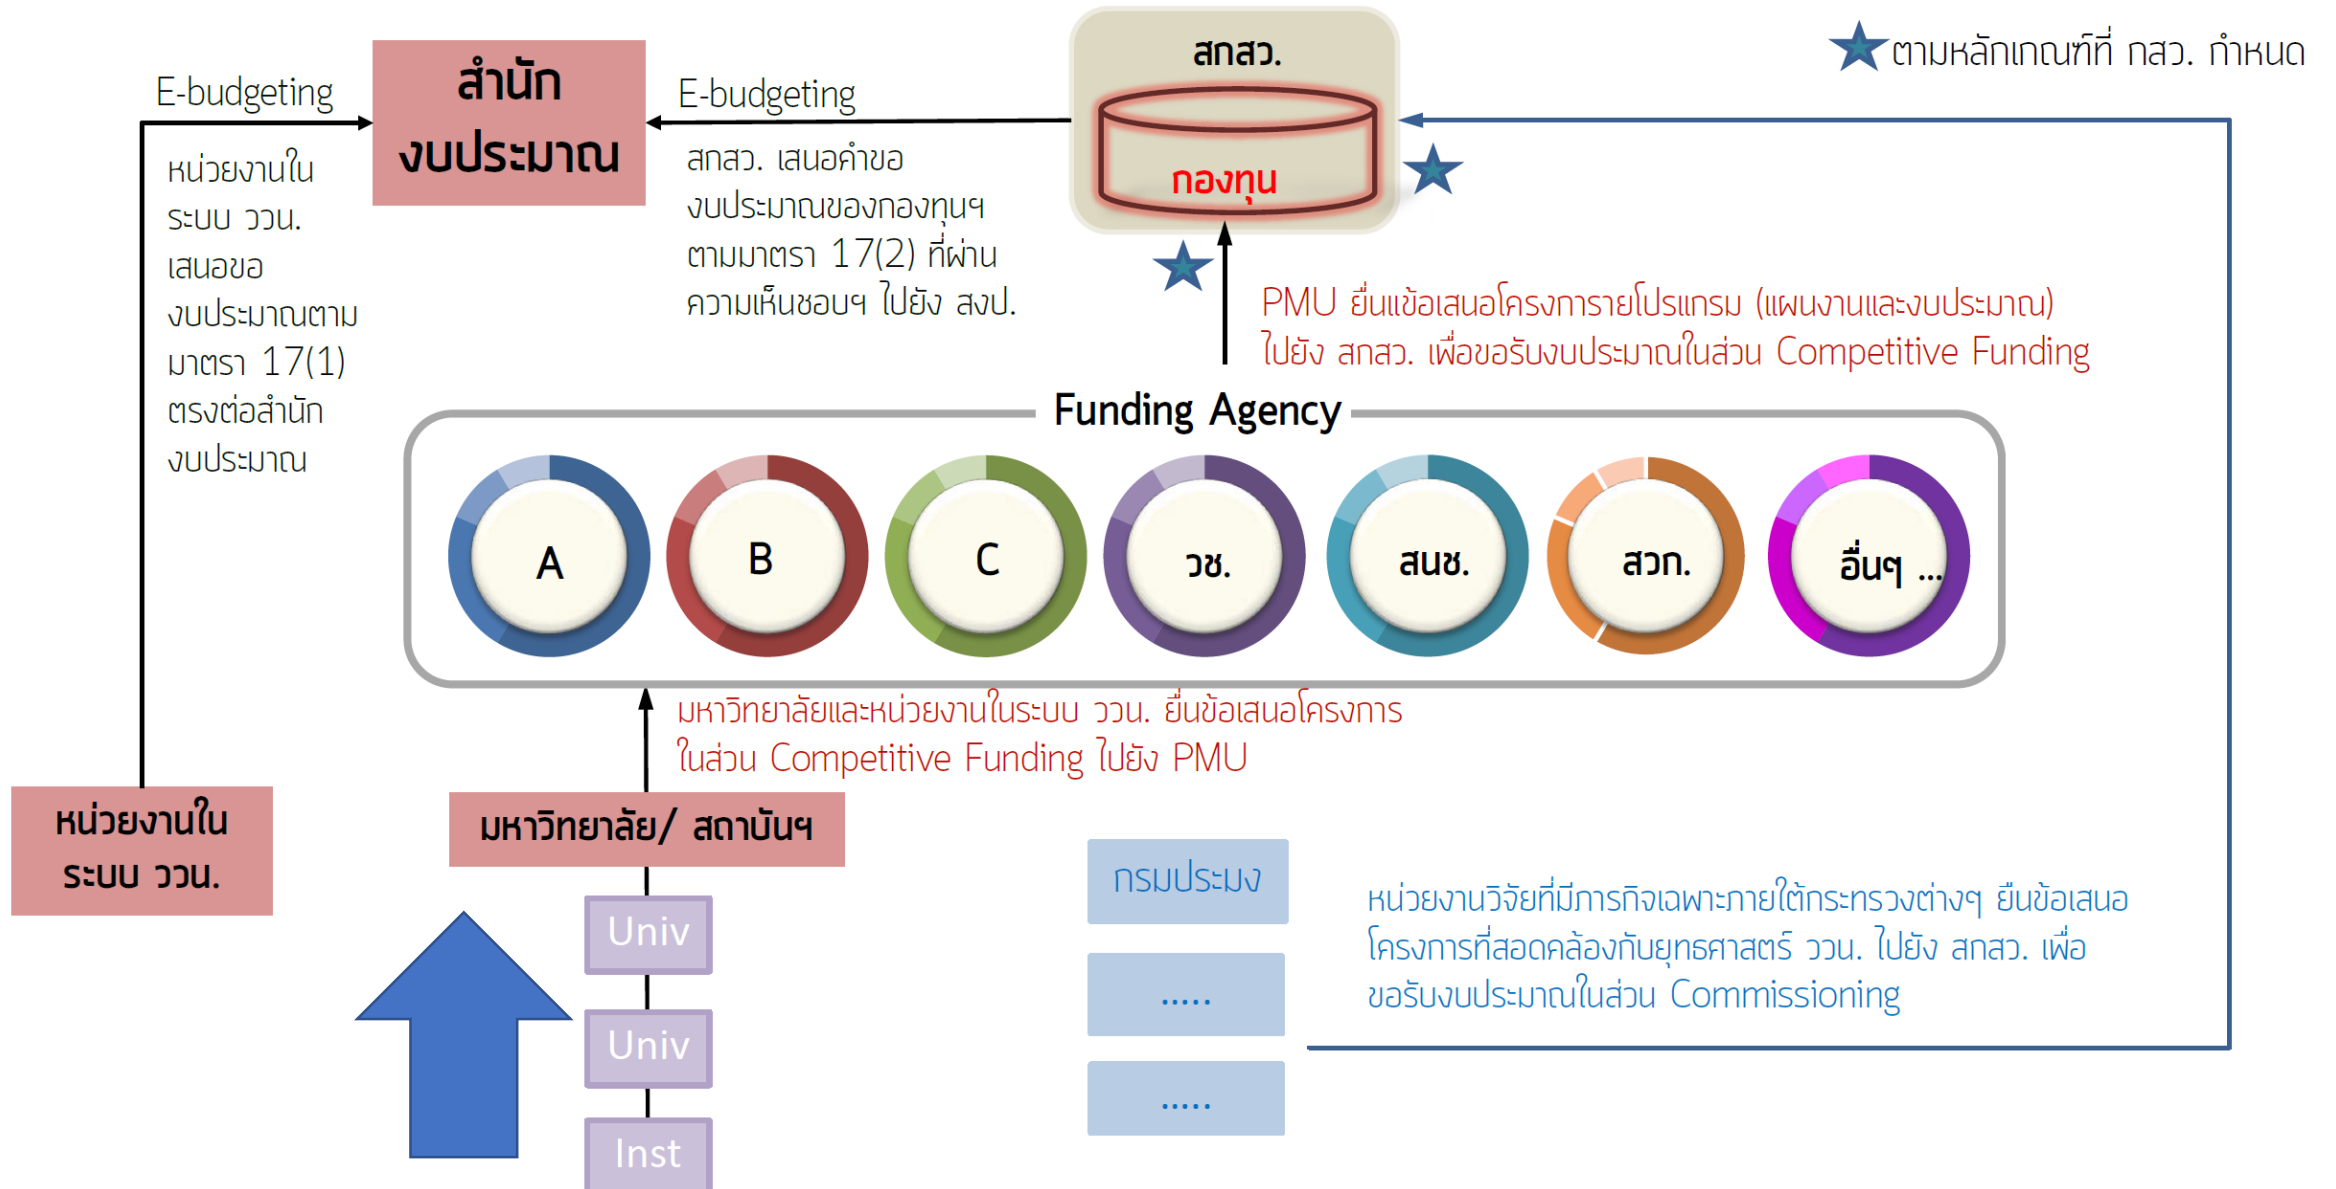 E-budgeting
สำนัก
งบประมาณ
E-budgeting
สกสว.
กองทุน
ตามหลักเกณฑ์ที่ กสว. กำหนด
หน่วยงานใน
ระบบ ววน.
เสนอขอ
งบประมาณตาม
มาตรา 17(1)
ตรงต่อสำนัก
งบประมาณ
สกสว. เสนอคำขอ
งบประมาณของกองทุนฯ
ตามมาตรา 17(2) ที่ผ่าน
ความเห็นชอบฯ ไปยัง สงป.
PMU ยื่นแข้อเสนอโครงการรายโปรแกรม (แผนงานและงบประมาณ)
ไปยัง สกสว. เพื่อขอรับงบประมาณในส่วน Competitive Funding
Funding Agency
A
B
C
วช.
สนช.
สวก.
อื่นๆ ...
มหาวิทยาลัยและหน่วยงานในระบบ ววน. ยื่นข้อเสนอโครงการ
ในส่วน Competitive Funding ไปยัง PMU
หน่วยงานใน
ระบบ ววน.
มหาวิทยาลัย/ สถาบันฯ
Univ
Univ
Inst
กรมประมง
.....
.....
หน่วยงานวิจัยที่มีภารกิจเฉพาะภายใต้กระทรวงต่างๆ ยืนข้อเสนอ
โครงการที่สอดคล้องกับยุทธศาสตร์ ววน. ไปยัง สกสว. เพื่อ
ขอรับงบประมาณในส่วน Commissioning